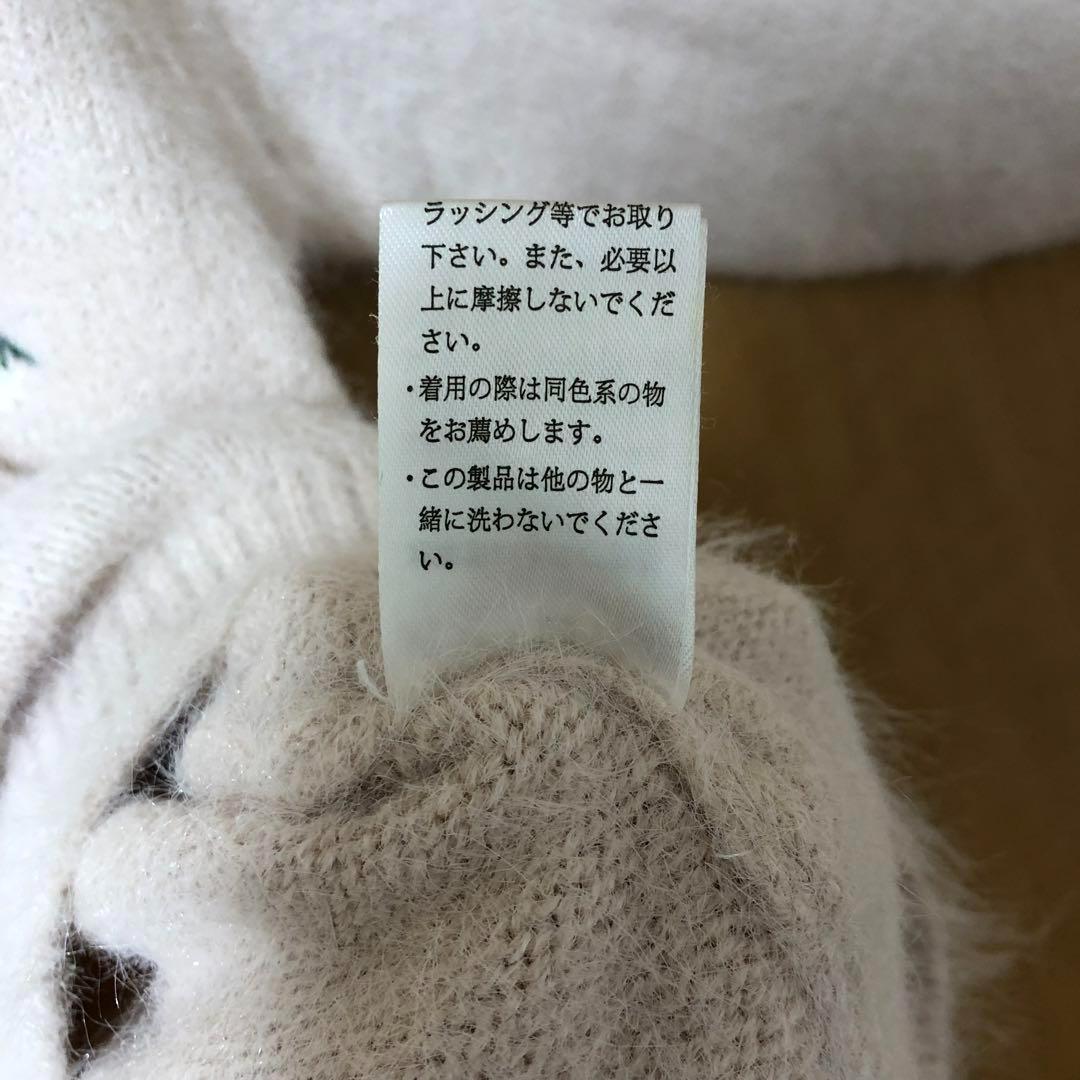 ラッシング等でお取り
下さい。また、必要以
上に摩擦しないでくだ
さい。
・着用の際は同色系の物
をお薦めします。
・この製品は他の物と一
緒に洗わないでくださ
い。